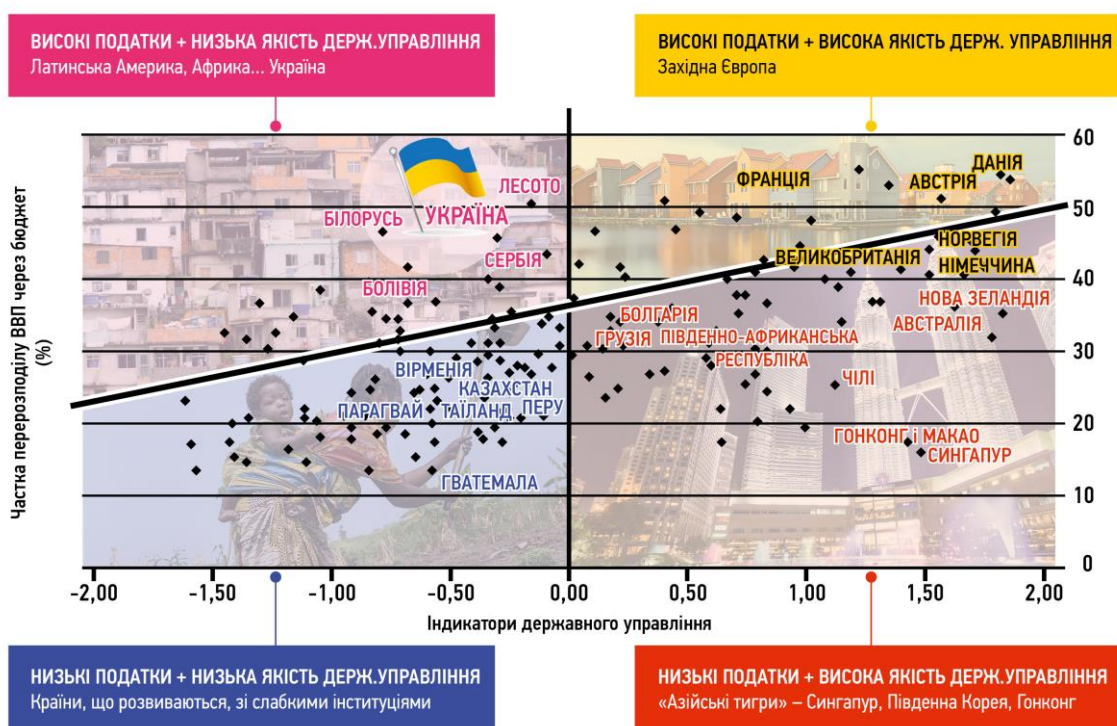 ВИСОКІ ПОДАТКИ + НИЗЬКА ЯКІСТЬ ДЕРЖ.УПРАВЛІННЯ
Латинська Америка, Африка... Україна
ВИСОКІ ПОДАТКИ + ВИСОКА ЯКІСТЬ ДЕРЖ. УПРАВЛІННЯ
Західна Європа
Частка перерозподілу ВВП через бюджет
(%)
60
50
40
30
20
10
0
ЛЕСОТО
БІЛОРУСЬ
УКРАЇНА
СЕРБІЯ
БОЛІВІЯ
ФРАНЦІЯ
АВСТРІЯ
ДАНІЯ
НОРВЕГІЯ
ВЕЛИКОБРИТАНІЯ
НІМЕЧЧИНА
НОВА ЗЕЛАНДІЯ
АВСТРАЛІЯ
БОЛГАРІЯ
ГРУЗІЯ
ПІВДЕННО-АФРИКАНСЬКА
РЕСПУБЛІКА
ЧІЛІ
ГОНКОНГ і МАКАО
СИНГАПУР
ВІРМЕНІЯ
КАЗАХСТАН
ПАРАГВАЙ
ТАЇЛАНД
ПЕРУ
ГВАТЕМАЛА
-2,00 -1,50 -1,00 -0,50 0,00 0,50 1,00 1,50 2,00
Індикатори державного управління
НИЗЬКІ ПОДАТКИ + НИЗЬКА ЯКІСТЬ ДЕРЖ.УПРАВЛІННЯ
Країни, що розвиваються, зі слабкими інституціями
НИЗЬКІ ПОДАТКИ + ВИСОКА ЯКІСТЬ ДЕРЖ.УПРАВЛІННЯ
«Азійські тигри» – Сингапур, Південна Корея, Гонконг